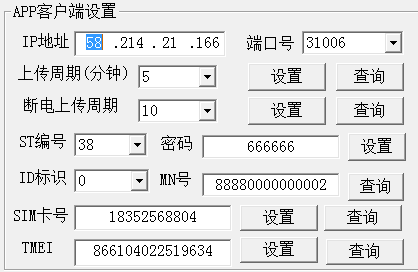 APP客户端设置
IP地址 58 .214 . 21 .166 端口号 31006
上传周期(分钟) 5 设置 查询
断电上传周期 10 设置 查询
ST编号 38 密码 666666 设置
ID标识 0 MN号 88880000000002 查询
SIM卡号 18352568804 设置 查询
TMEI 866104022519634 设置 查询